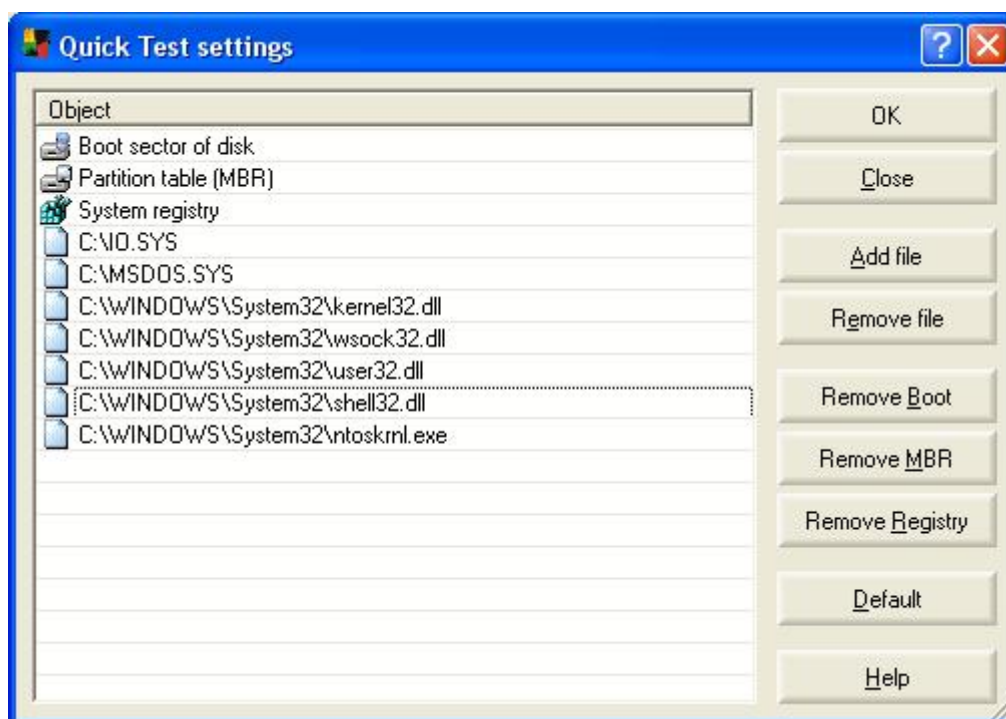 Quick Test settings
Object
Boot sector of disk
Partition table (MBR)
System registry
C:\IO.SYS
C:\MSDOS.SYS
C:\WINDOWS\System32\kernel32.dll
C:\WINDOWS\System32\wsock32.dll
C:\WINDOWS\System32\user32.dll
C:\WINDOWS\System32\shell32.dll
C:\WINDOWS\System32\ntoskrnl.exe
OK
Close
Add file
Remove file
Remove Boot
Remove MBR
Remove Registry
Default
Help